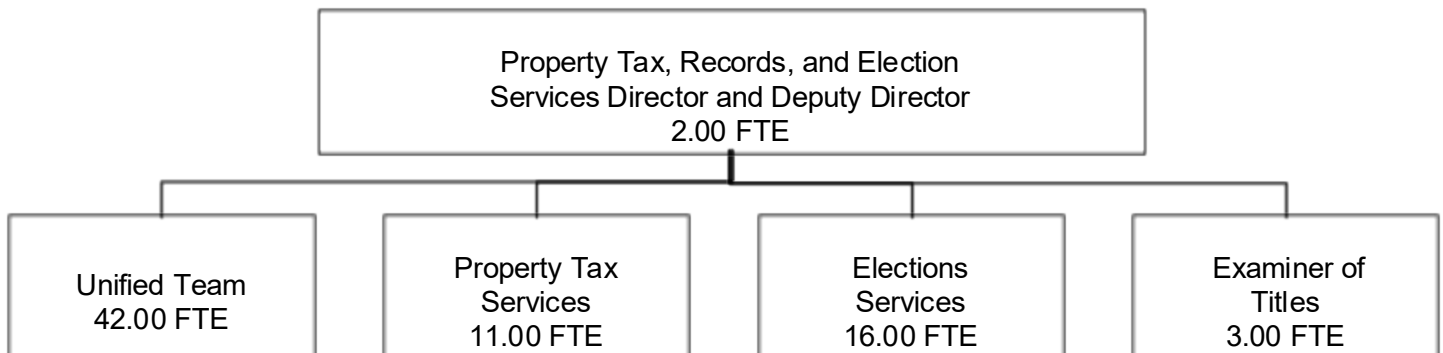 Property Tax, Records, and Election
Services Director and Deputy Director
2.00 FTE
Unified Team
42.00 FTE
Property Tax
Services
11.00 FTE
Elections
Services
16.00 FTE
Examiner of
Titles
3.00 FTE